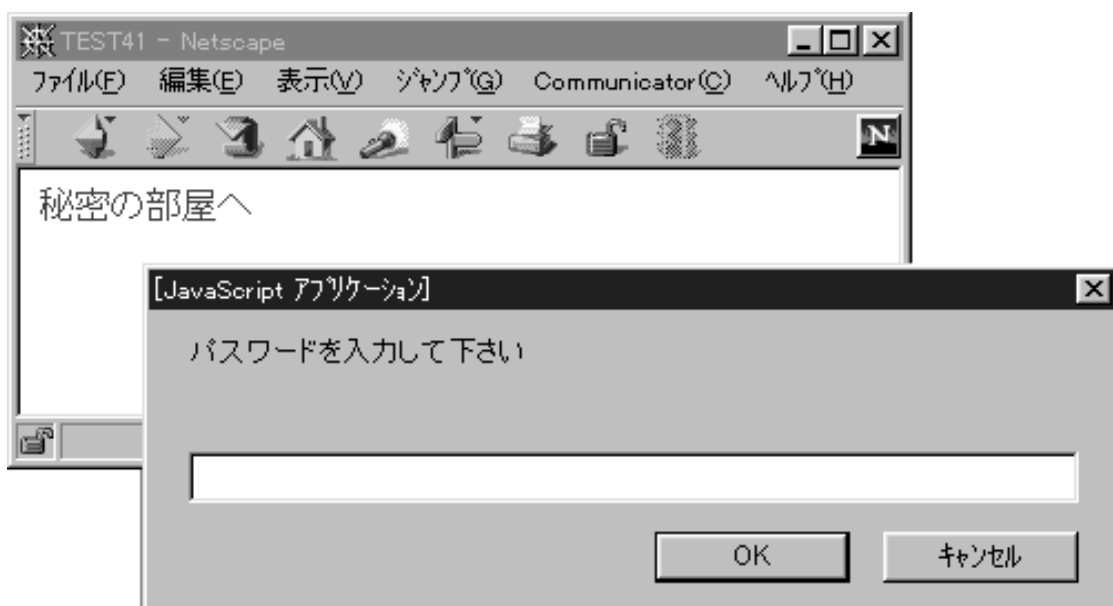 TEST41 - Netscape
ﾌｧｲﾙ(F) 編集(E) 表示(V) ｼﾞｬﾝﾌﾟ(G) Communicator(C) ﾍﾙﾌﾟ(H)
N
秘密の部屋へ
[JavaScript ｱﾌﾟﾘｹｰｼｮﾝ]
パスワードを入力して下さい
OK ｷｬﾝｾﾙ